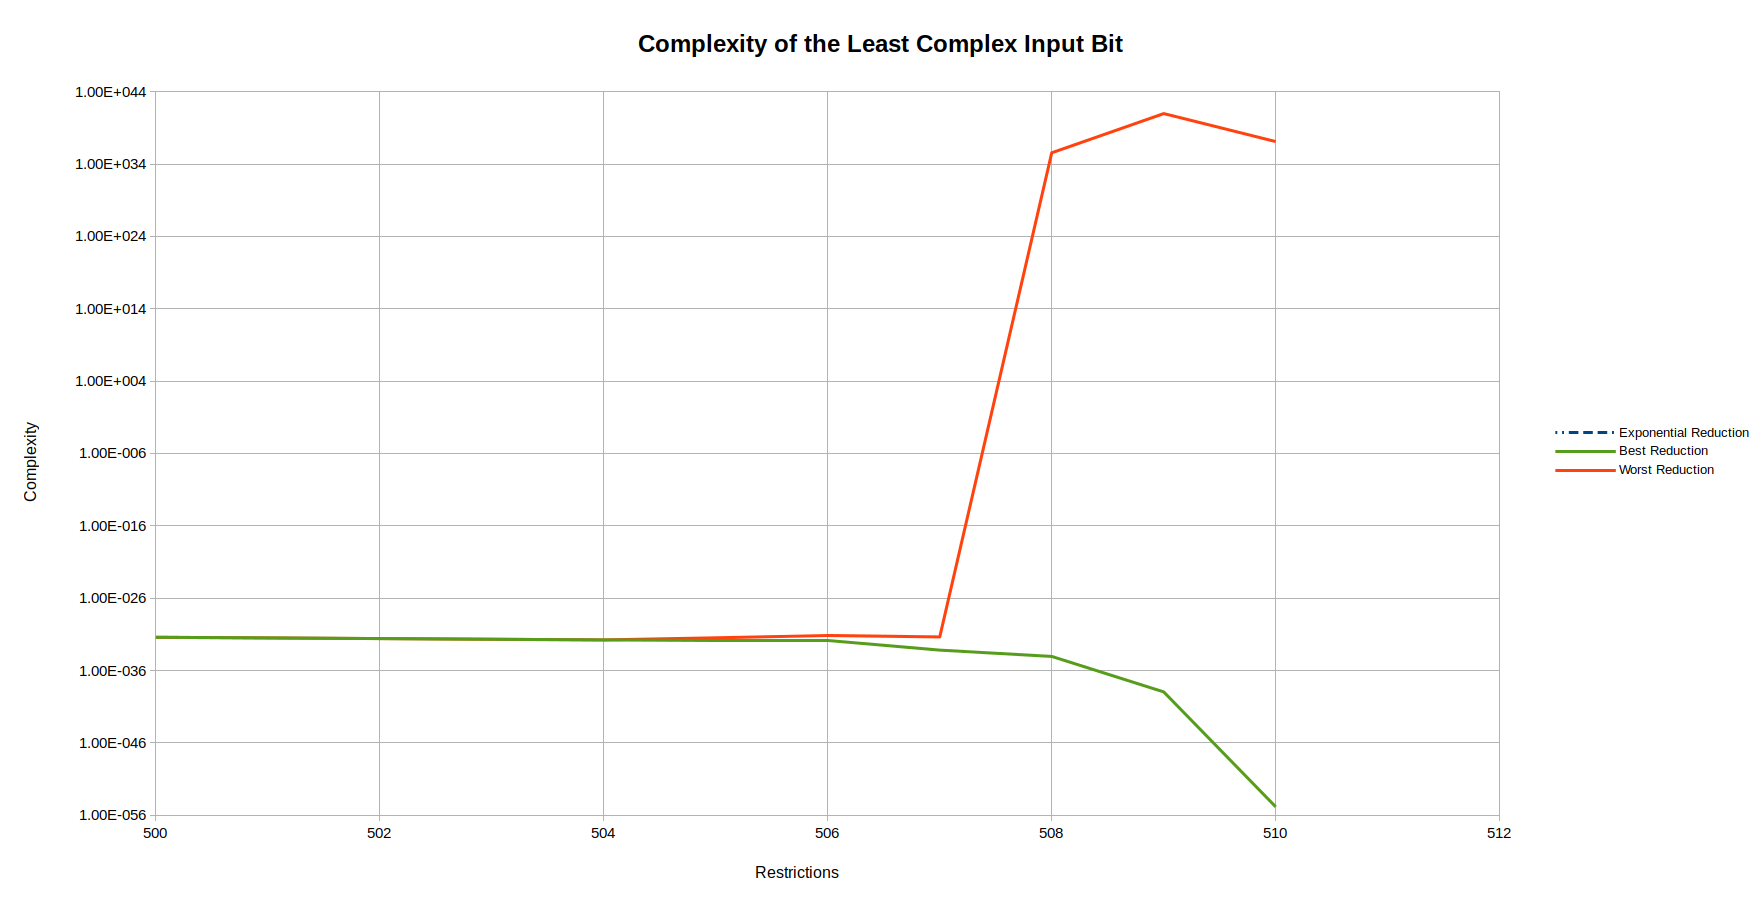 Complexity of the Least Complex Input Bit
1.00E+044
1.00E+034
1.00E+024
1.00E+014
1.00E+004
1.00E-006
1.00E-016
1.00E-026
1.00E-036
1.00E-046
1.00E-056
Complexity
500 502 504 506 508 510 512
Restrictions
Exponential Reduction
Best Reduction
Worst Reduction